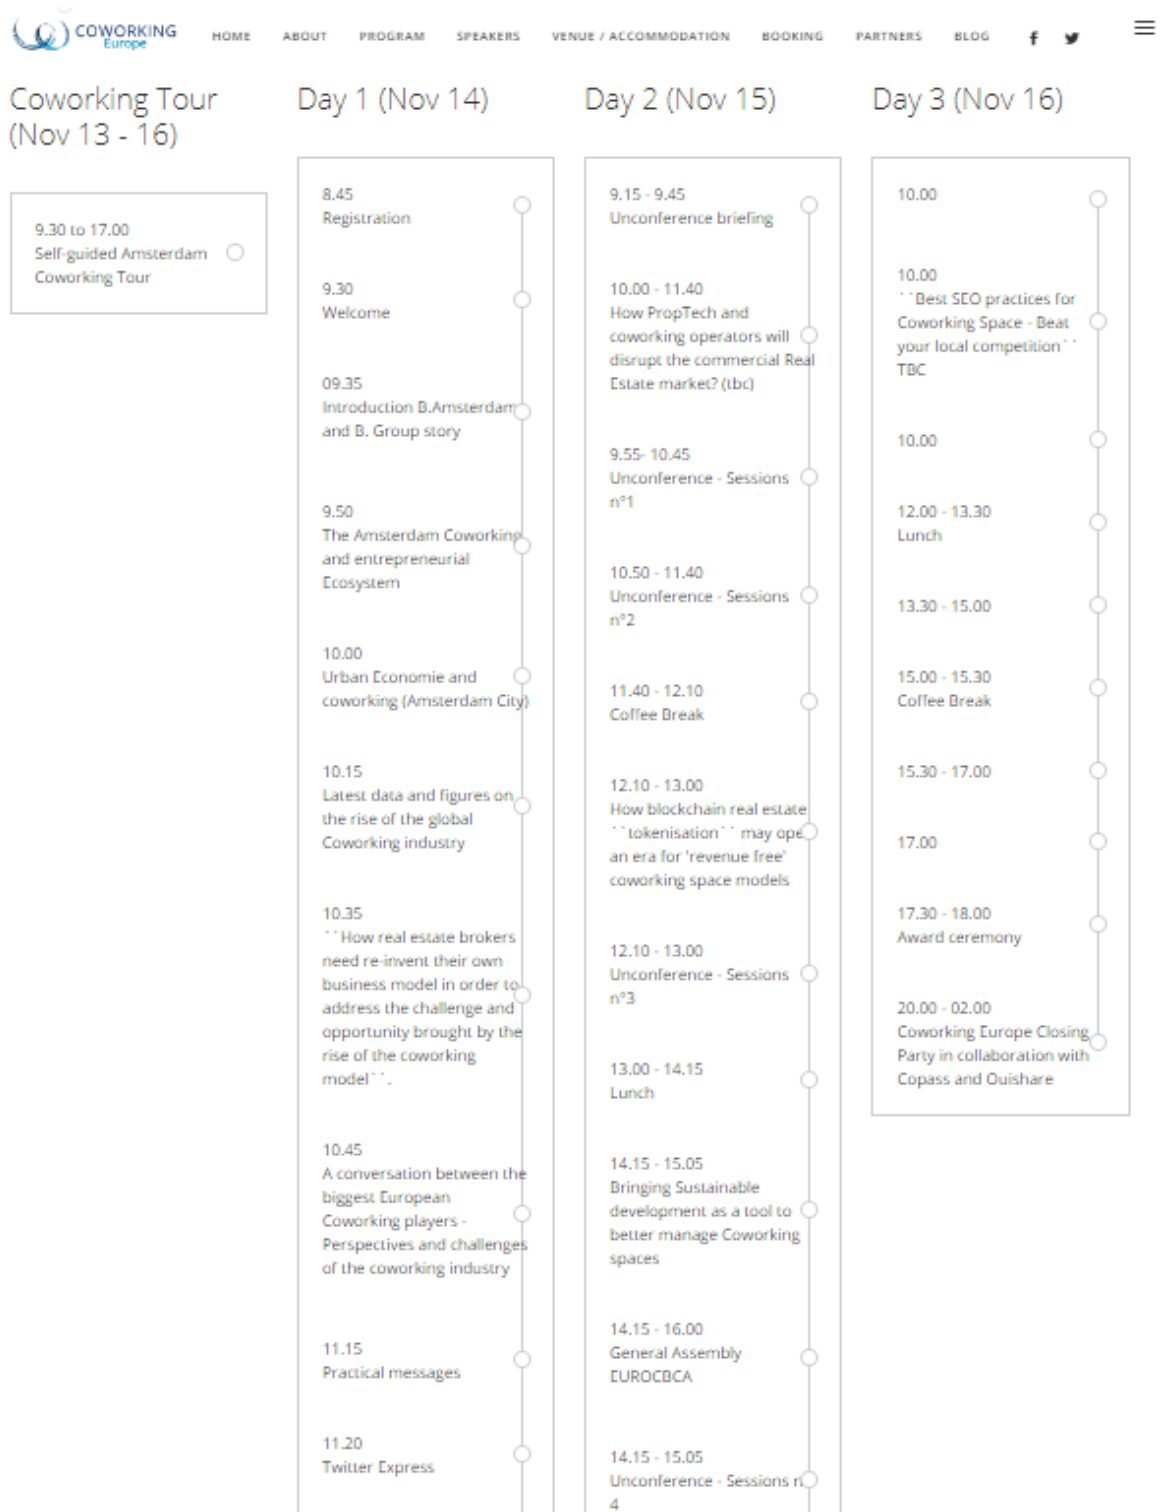 COWORKING
Europe
HOME
ABOUT
PROGRAM
SPEAKERS
VENUE / ACCOMMODATION
BOOKING
PARTNERS
BLOG
Coworking Tour
(Nov 13 - 16)
9.30 to 17.00
Self-guided Amsterdam
Coworking Tour
Day 1 (Nov 14)
8.45
Registration
9.30
Welcome
09.35
Introduction B.Amsterdam
and B. Group story
9.50
The Amsterdam Coworking
and entrepreneurial
Ecosystem
10.00
Urban Economie and
coworking (Amsterdam City)
10.15
Latest data and figures on
the rise of the global
Coworking industry
10.35
``How real estate brokers
need re-invent their own
business model in order to
address the challenge and
opportunity brought by the
rise of the coworking
model``.
10.45
A conversation between the
biggest European
Coworking players -
Perspectives and challenges
of the coworking industry
11.15
Practical messages
11.20
Twitter Express
Day 2 (Nov 15)
9.15 - 9.45
Unconference briefing
10.00 - 11.40
How PropTech and
coworking operators will
disrupt the commercial Real
Estate market? (tbc)
9.55- 10.45
Unconference - Sessions
n°1
10.50 - 11.40
Unconference - Sessions
n°2
11.40 - 12.10
Coffee Break
12.10 - 13.00
How blockchain real estate
``tokenisation`` may ope
an era for 'revenue free'
coworking space models
12.10 - 13.00
Unconference - Sessions
n°3
13.00 - 14.15
Lunch
14.15 - 15.05
Bringing Sustainable
development as a tool to
better manage Coworking
spaces
14.15 - 16.00
General Assembly
EUROCBCA
14.15 - 15.05
Unconference - Sessions n
4
Day 3 (Nov 16)
10.00
10.00
``Best SEO practices for
Coworking Space - Beat
your local competition``
TBC
10.00
12.00 - 13.30
Lunch
13.30 - 15.00
15.00 - 15.30
Coffee Break
15.30 - 17.00
17.00
17.30 - 18.00
Award ceremony
20.00 - 02.00
Coworking Europe Closing
Party in collaboration with
Copass and Ouishare